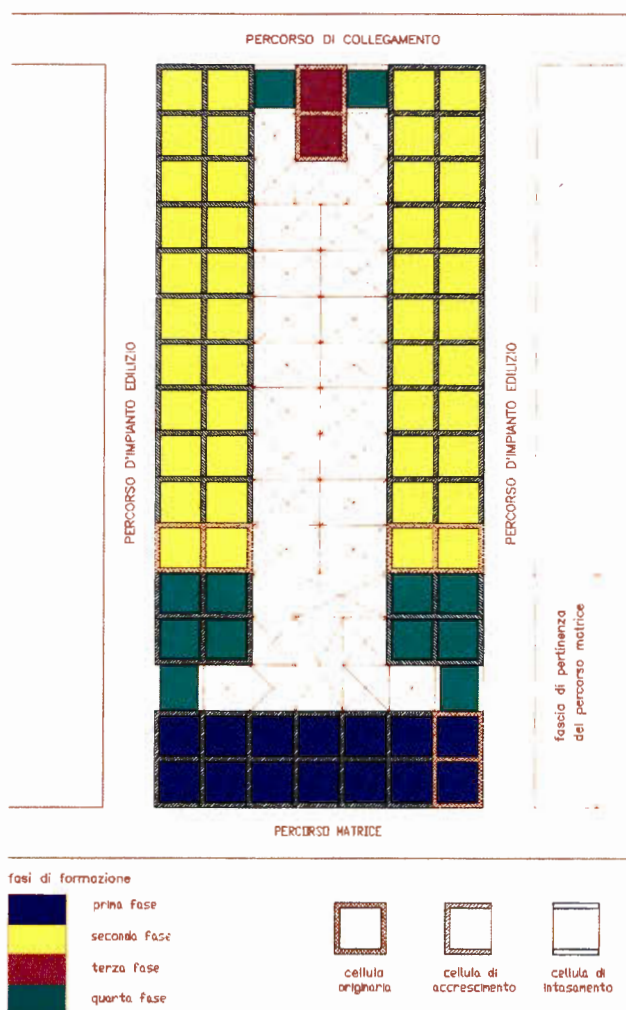 PERCORSO DI COLLEGAMENTO
PERCORSO D'IMPIANTO EDILIZIO
PERCORSO D'IMPIANTO EDILIZIO
fascia di pertinenza
del percorso matrice
PERCORSO MATRICE
fasi di formazione
prima fase
seconda fase
terza fase
quarta fase
cellula
originaria
cellula di
accrescimento
cellula di
intasamento